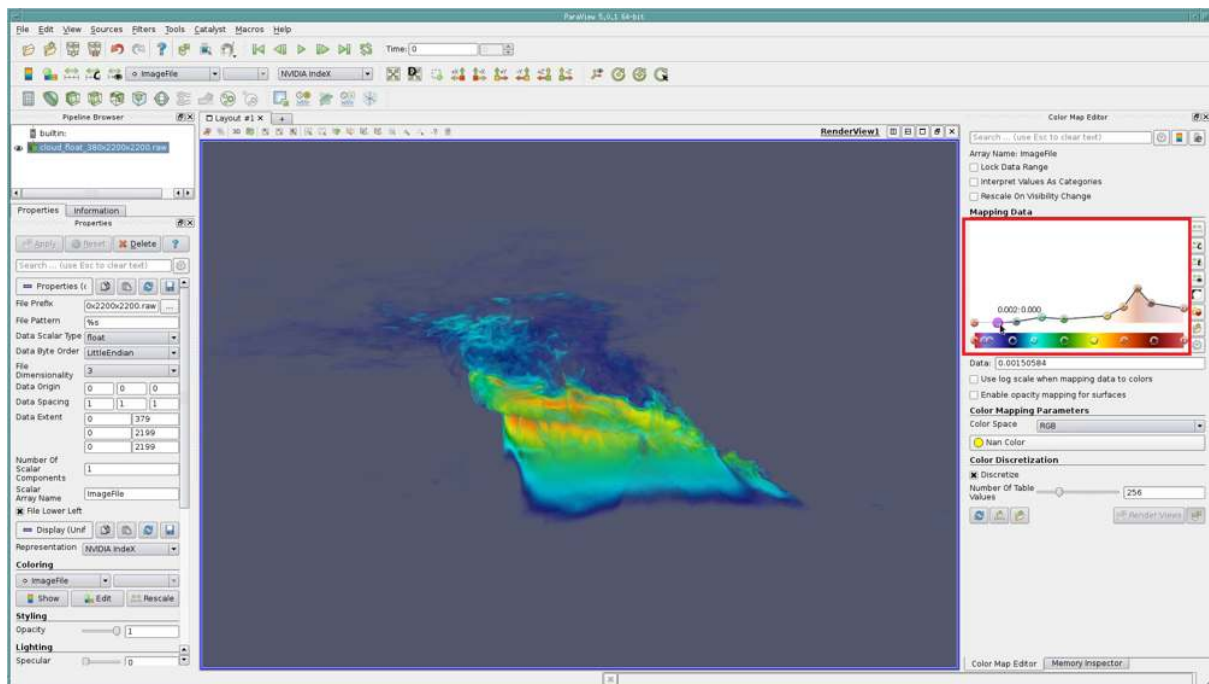 ParaView 5.0.1 64-bit
File Edit View Sources Filters Tools Catalyst Macros Help
Time: 0
ImageFile NVIDIA IndeX
Pipeline Browser
Layout #1
Color Map Editor
builtin:
RenderView1
Search ... (use Esc to clear text)
cloud_float_380x2200x2200.raw
Array Name: ImageFile
Lock Data Range
Interpret Values As Categories
Rescale On Visibility Change
Properties Information
Mapping Data
Properties
Apply Reset Delete ?
Search ... (use Esc to clear text)
Properties (
File Prefix 0x2200x2200.raw ...
0.002: 0.000
File Pattern %s
Data Scalar Type float
Data Byte Order LittleEndian
Data: 0.00150584
File Dimensionality 3
Use log scale when mapping data to colors
Data Origin 0 0 0
Enable opacity mapping for surfaces
Data Spacing 1 1 1
Color Mapping Parameters
Data Extent 0 379
Color Space RGB
0 2199
Nan Color
0 2199
Color Discretization
Number Of Scalar Components 1
Discretize
Number Of Table Values 256
Scalar Array Name ImageFile
File Lower Left
Render Views
Display (Unif
Representation NVIDIA IndeX
Coloring
ImageFile
Show Edit Rescale
Styling
Opacity 1
Lighting
Specular 0
Color Map Editor Memory Inspector